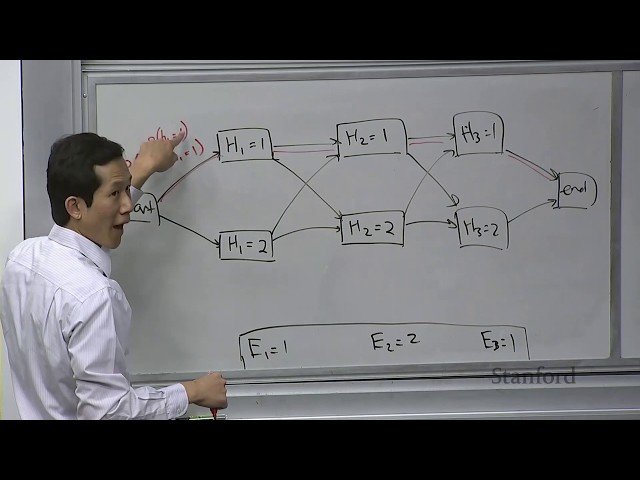 H₁=1
H₂=1
H₃=1
end
H₁=2
H₂=2
H₃=2
E₁=1
E₂=2
E₃=1
Stanford